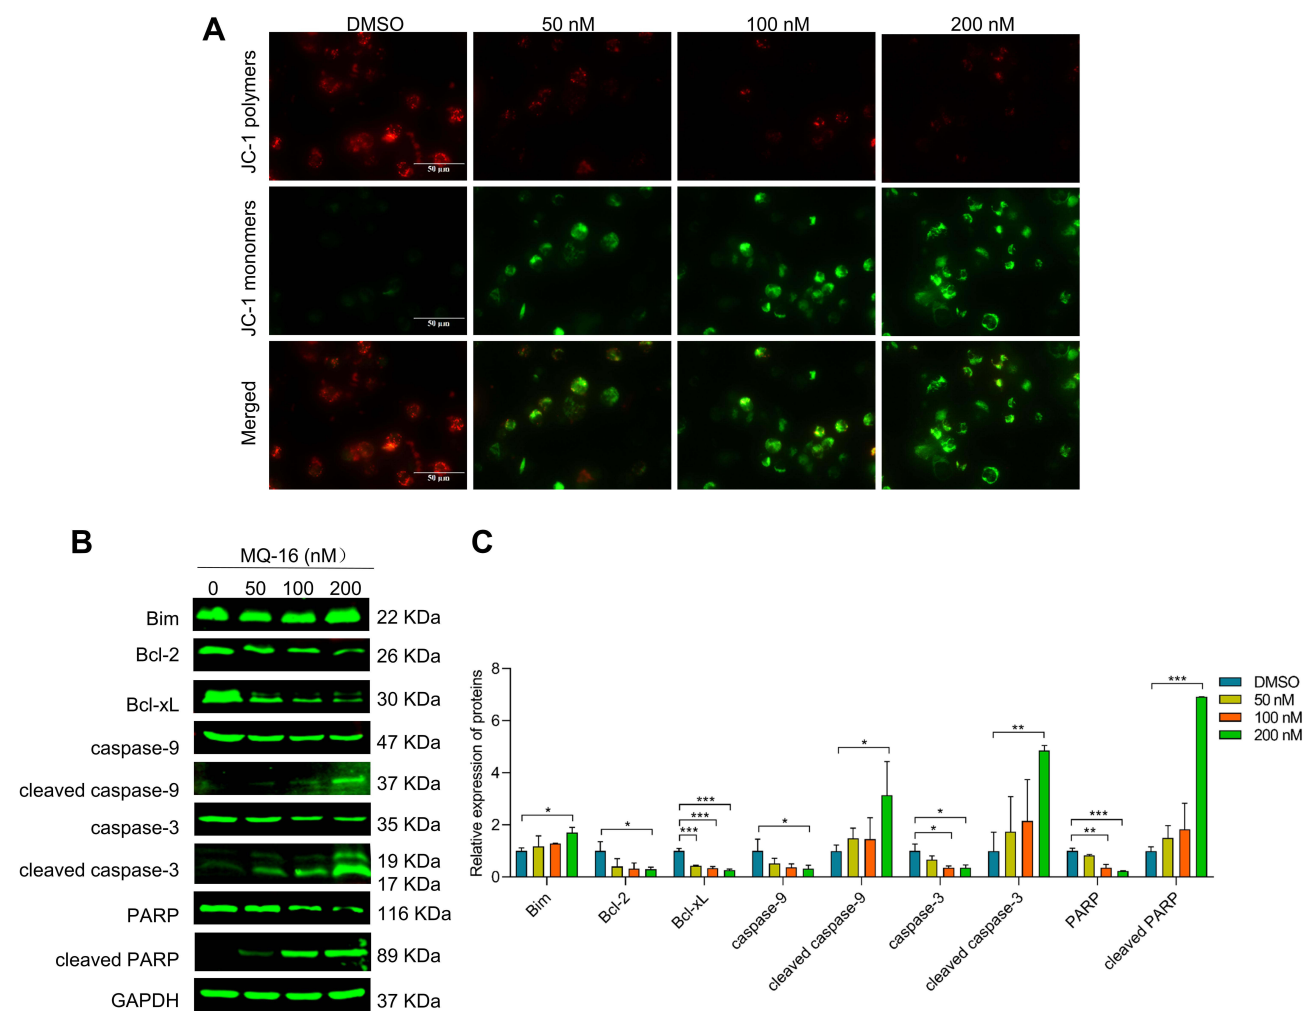 A
DMSO 50 nM 100 nM 200 nM
JC-1 polymers
50 μm
JC-1 monomers
50 μm
Merged
50 μm
B
MQ-16 (nM）
0 50 100 200
Bim 22 KDa
Bcl-2 26 KDa
Bcl-xL 30 KDa
caspase-9 47 KDa
cleaved caspase-9 37 KDa
caspase-3 35 KDa
cleaved caspase-3 19 KDa
17 KDa
PARP 116 KDa
cleaved PARP 89 KDa
GAPDH 37 KDa
C
Relative expression of proteins
8
6
4
2
0
*
*
***
***
***
*
*
*
*
**
***
**
***
Bim
Bcl-2
Bcl-xL
caspase-9
cleaved caspase-9
caspase-3
cleaved caspase-3
PARP
cleaved PARP
DMSO
50 nM
100 nM
200 nM